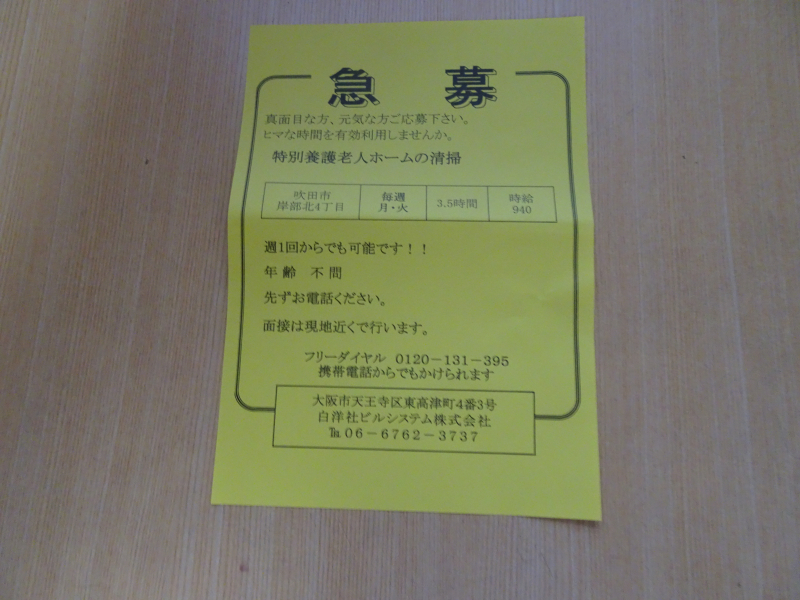 急 募
真面目な方、元気な方ご応募下さい。
ヒマな時間を有効利用しませんか。
特別養護老人ホームの清掃
吹田市
岸部北4丁目
毎週
月・火
3.5時間
時給
940
週1回からでも可能です！！
年齢 不問
先ずお電話ください。
面接は現地近くで行います。
フリーダイヤル 0120－131－395
携帯電話からでもかけられます
大阪市天王寺区東高津町4番3号
白洋社ビルシステム株式会社
℡06－6762－3737